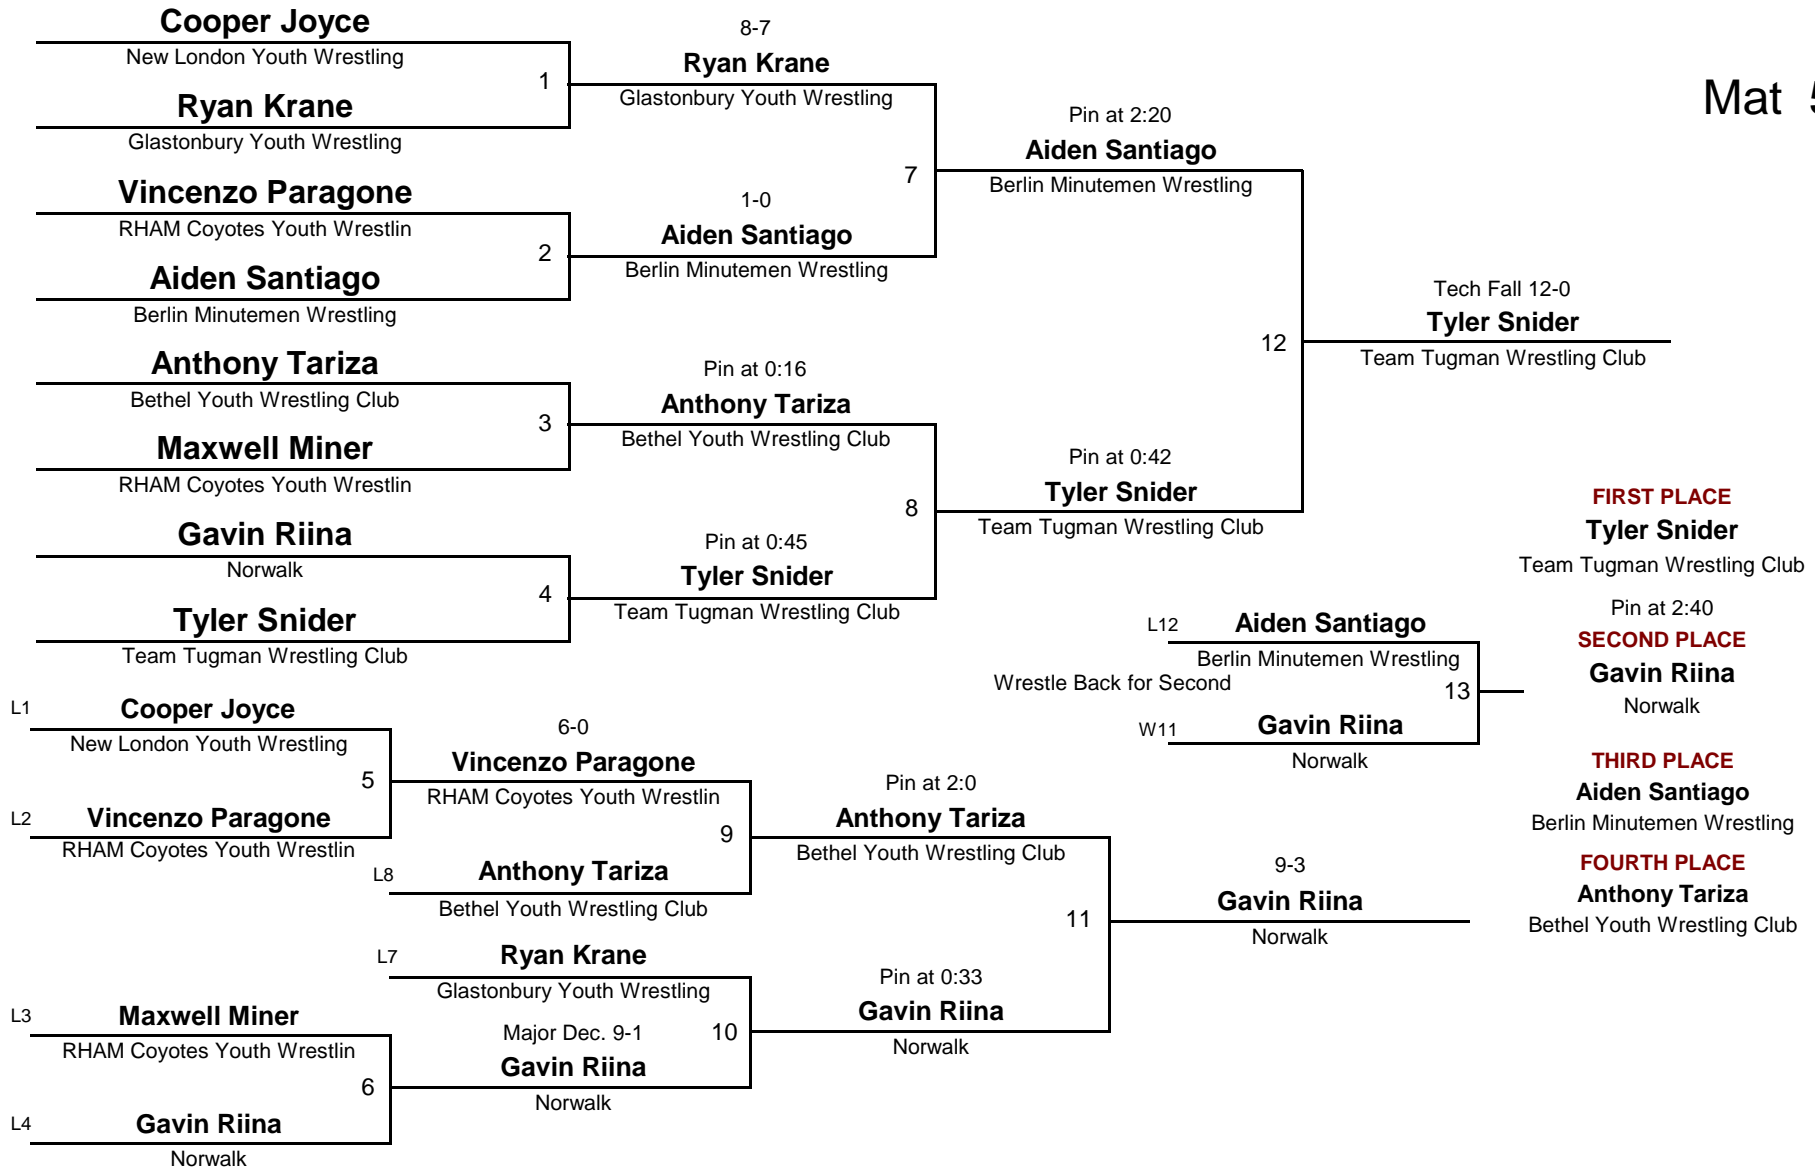 Cooper Joyce
New London Youth Wrestling
1
Ryan Krane
Glastonbury Youth Wrestling
Vincenzo Paragone
RHAM Coyotes Youth Wrestlin
2
Aiden Santiago
Berlin Minutemen Wrestling
Anthony Tariza
Bethel Youth Wrestling Club
3
Maxwell Miner
RHAM Coyotes Youth Wrestlin
Gavin Riina
Norwalk
4
Tyler Snider
Team Tugman Wrestling Club
8-7
Ryan Krane
Glastonbury Youth Wrestling
7
1-0
Aiden Santiago
Berlin Minutemen Wrestling
Pin at 0:16
Anthony Tariza
Bethel Youth Wrestling Club
8
Pin at 0:45
Tyler Snider
Team Tugman Wrestling Club
Pin at 2:20
Aiden Santiago
Berlin Minutemen Wrestling
12
Pin at 0:42
Tyler Snider
Team Tugman Wrestling Club
Mat 5
Tech Fall 12-0
Tyler Snider
Team Tugman Wrestling Club
L1
Cooper Joyce
New London Youth Wrestling
5
L2
Vincenzo Paragone
RHAM Coyotes Youth Wrestlin
6-0
Vincenzo Paragone
RHAM Coyotes Youth Wrestlin
9
L8
Anthony Tariza
Bethel Youth Wrestling Club
L7
Ryan Krane
Glastonbury Youth Wrestling
10
L3
Maxwell Miner
RHAM Coyotes Youth Wrestlin
6
L4
Gavin Riina
Norwalk
Major Dec. 9-1
Gavin Riina
Norwalk
Pin at 2:0
Anthony Tariza
Bethel Youth Wrestling Club
11
Pin at 0:33
Gavin Riina
Norwalk
9-3
Gavin Riina
Norwalk
L12
Aiden Santiago
Berlin Minutemen Wrestling
Wrestle Back for Second
13
W11
Gavin Riina
Norwalk
FIRST PLACE
Tyler Snider
Team Tugman Wrestling Club
Pin at 2:40
SECOND PLACE
Gavin Riina
Norwalk
THIRD PLACE
Aiden Santiago
Berlin Minutemen Wrestling
FOURTH PLACE
Anthony Tariza
Bethel Youth Wrestling Club